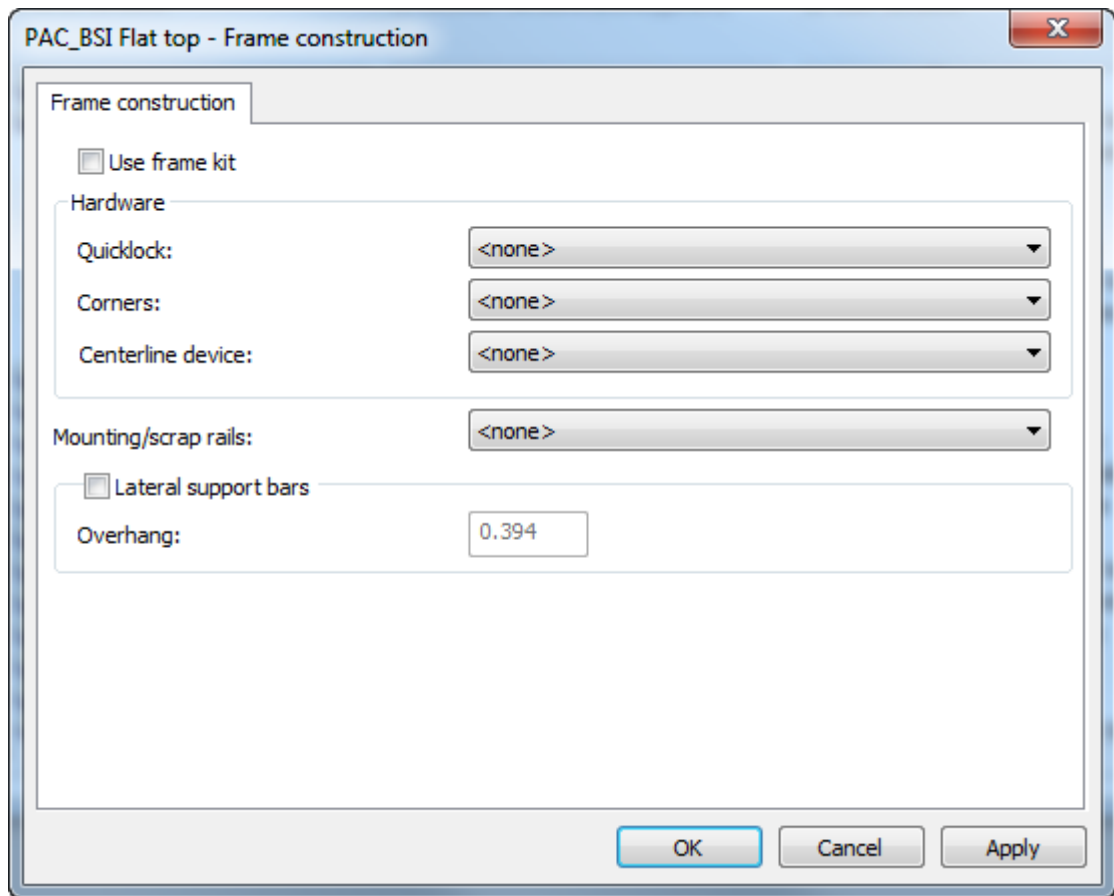 PAC_BSI Flat top - Frame construction
Frame construction
Use frame kit
Hardware
Quicklock: <none>
Corners: <none>
Centerline device: <none>
Mounting/scrap rails: <none>
Lateral support bars
Overhang: 0.394
OK Cancel Apply